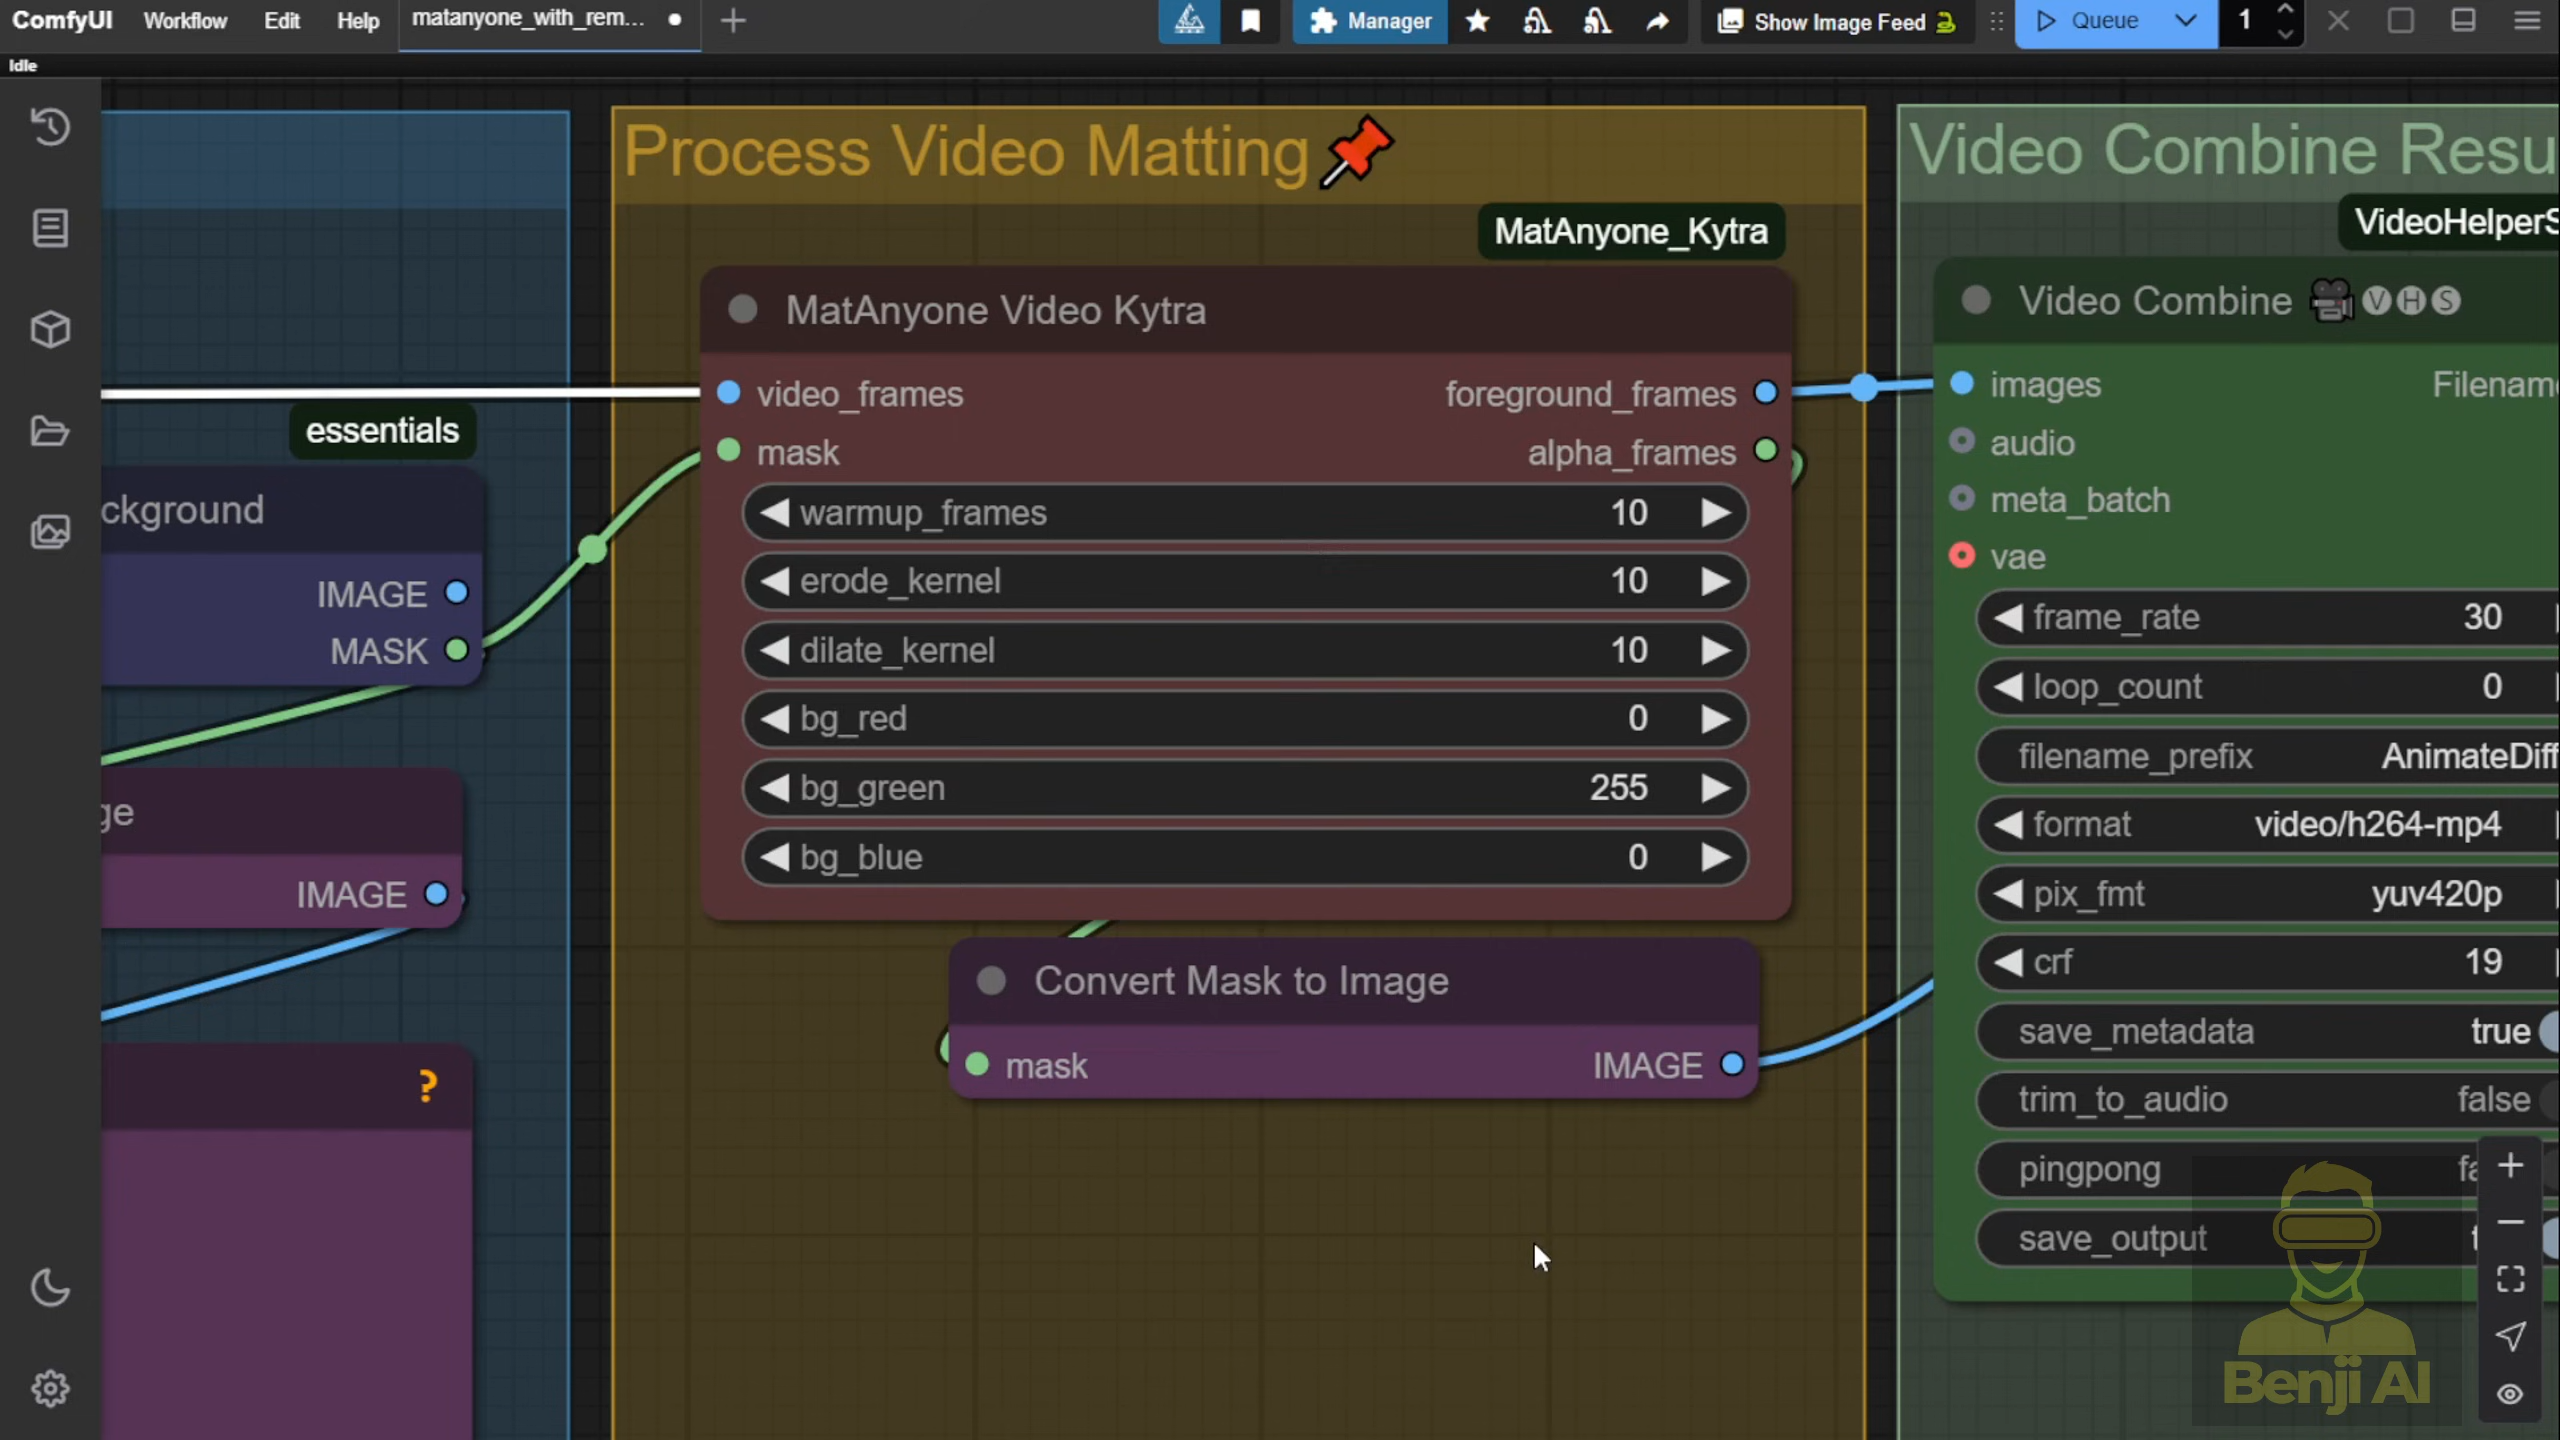 ComfyUI
Workflow
Edit
Help
matanyone_with_rem...
Manager
Show Image Feed
Queue
1
Idle
Process Video Matting
Video Combine Resu
MatAnyone_Kytra
VideoHelperS
MatAnyone Video Kytra
Video Combine VHS
video_frames
foreground_frames
mask
alpha_frames
warmup_frames 10
erode_kernel 10
dilate_kernel 10
bg_red 0
bg_green 255
bg_blue 0
essentials
ckground
IMAGE
MASK
ge
IMAGE
?
Convert Mask to Image
mask
IMAGE
images
Filenam
audio
meta_batch
vae
frame_rate 30
loop_count 0
filename_prefix AnimateDiff
format video/h264-mp4
pix_fmt yuv420p
crf 19
save_metadata true
trim_to_audio false
pingpong fa
save_output t
Benji AI